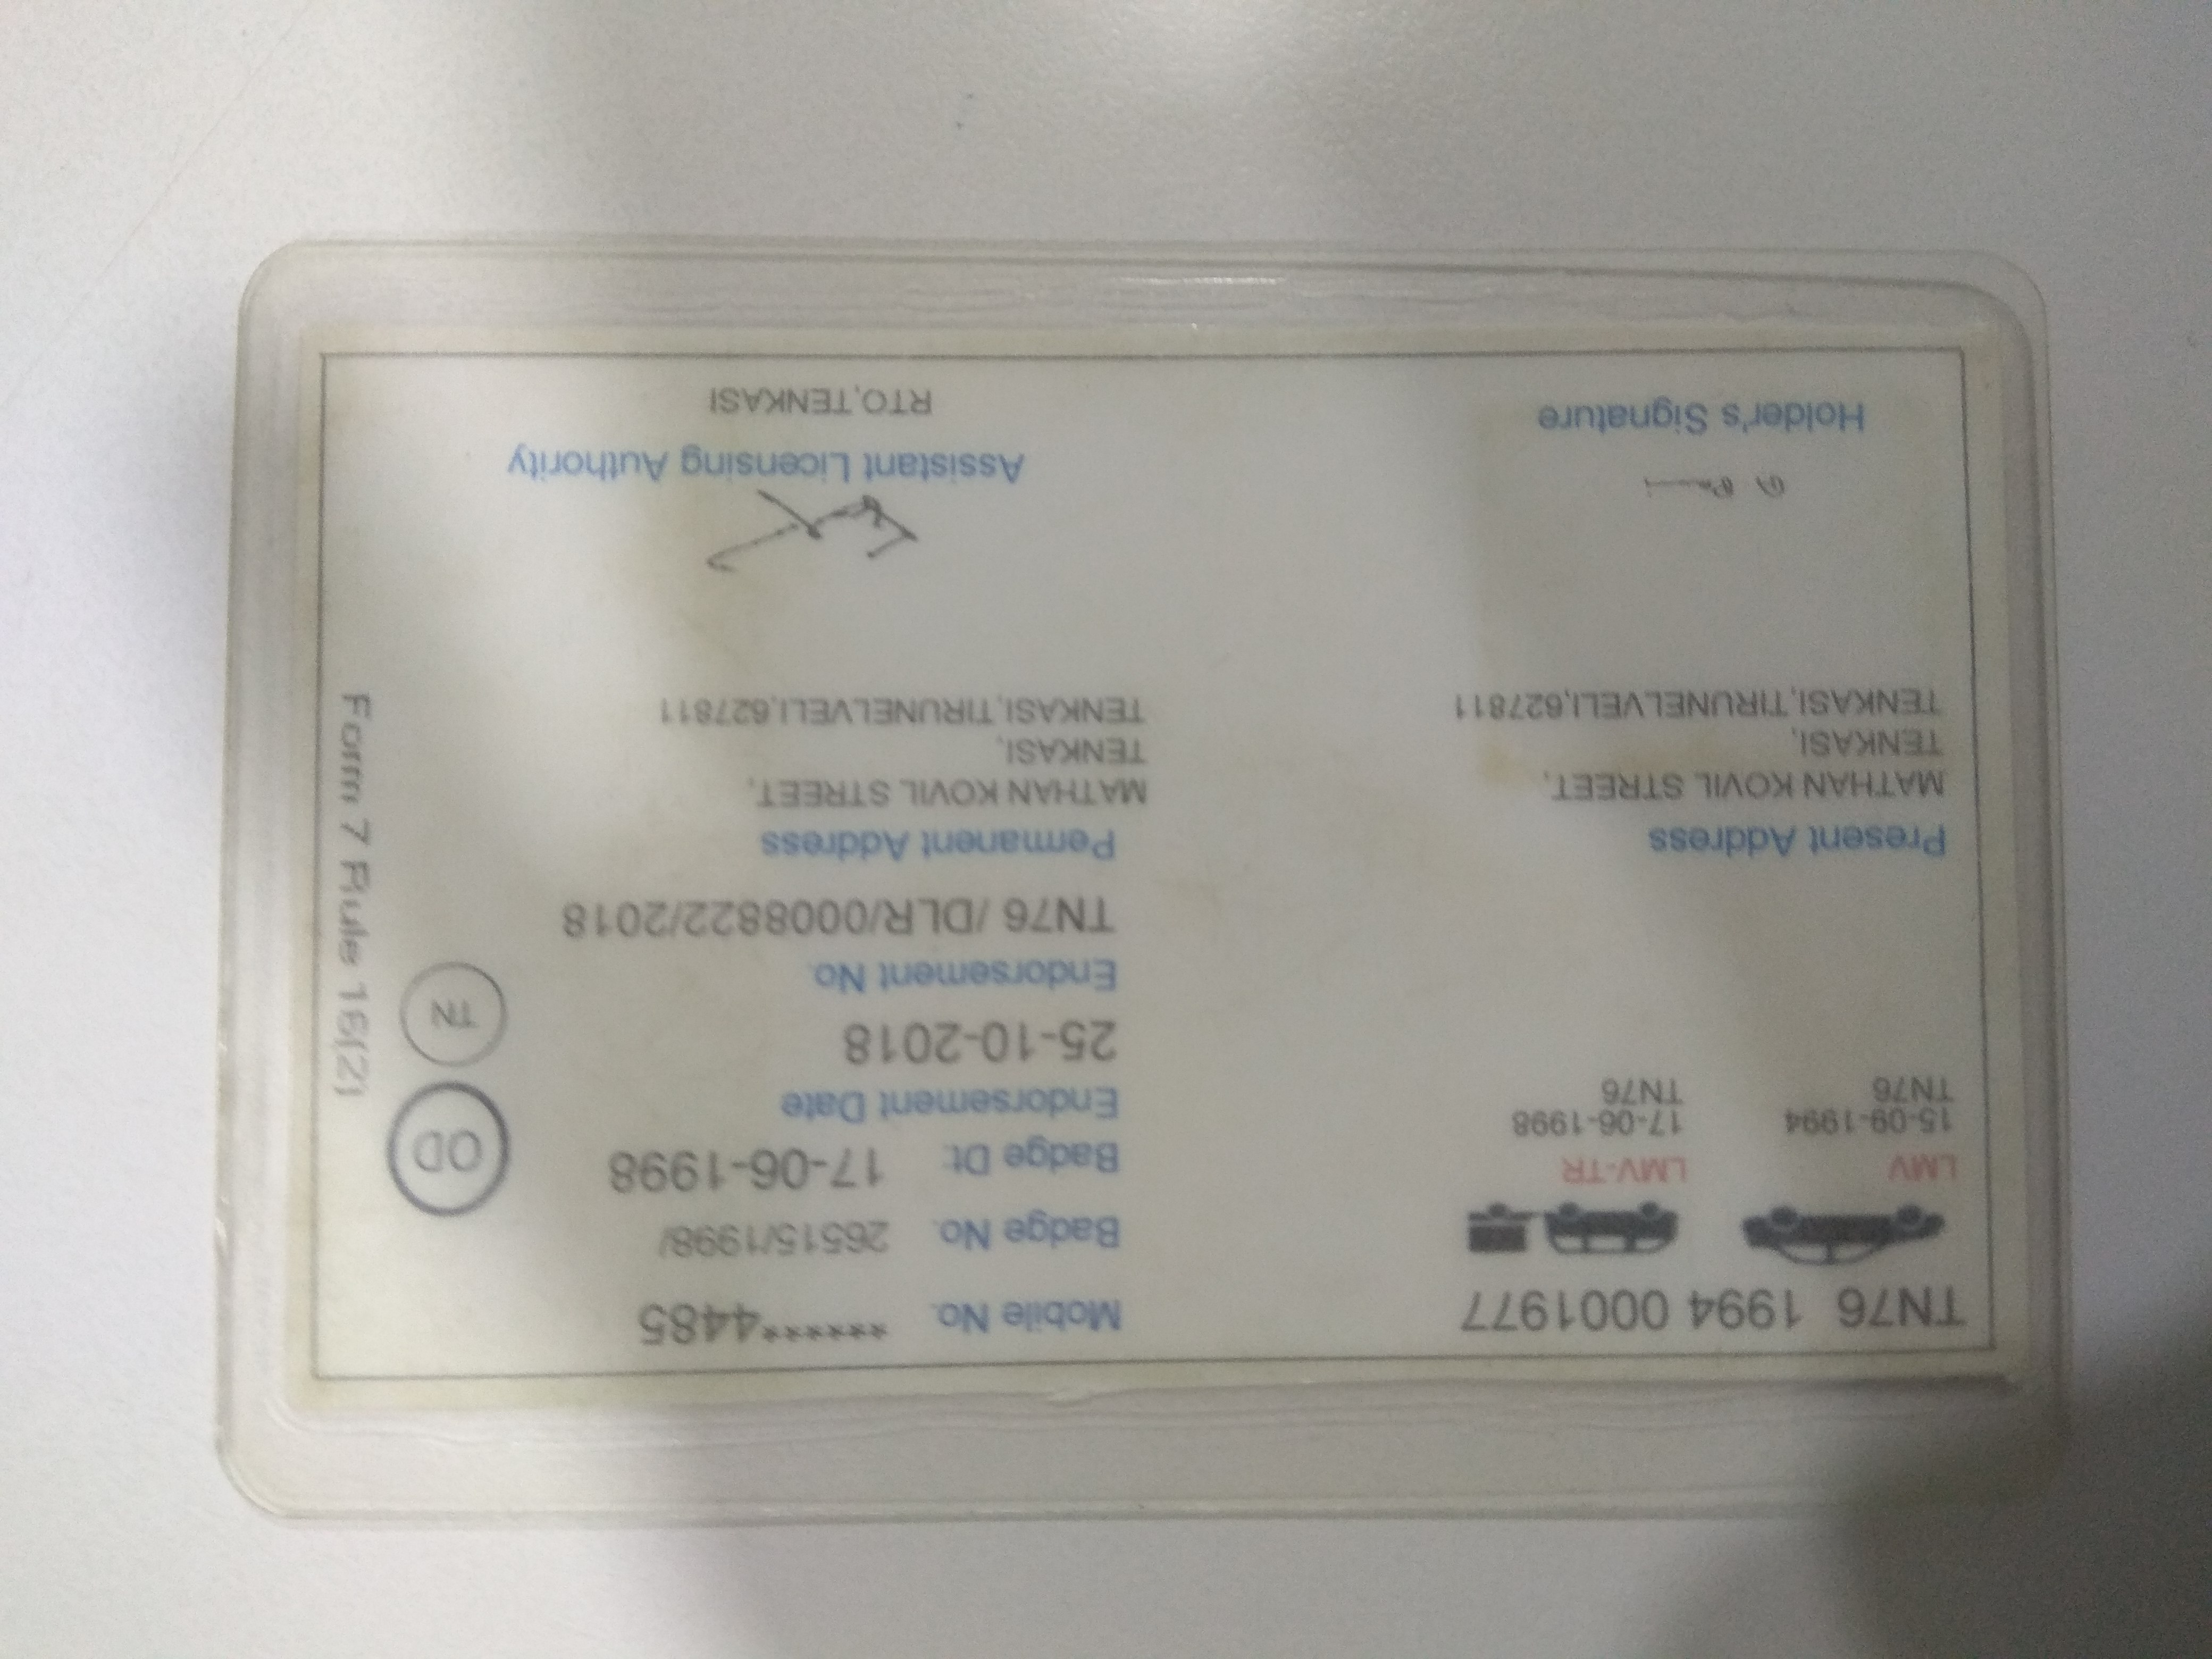 TN76 1994 0001977
LMV
15-09-1994
TN76
LMV-TR
17-06-1998
TN76
Present Address
MATHAN KOVIL STREET,
TENKASI,
TENKASI,TIRUNELVELI,627811
Holder's Signature
Mobile No. ******4485
Badge No. 26515/1998/
Badge Dt. 17-06-1998
Endorsement Date
25-10-2018
Endorsement No.
TN76 /DLR/0008822/2018
Permanent Address
MATHAN KOVIL STREET,
TENKASI,
TENKASI,TIRUNELVELI,627811
Assistant Licensing Authority
RTO,TENKASI
OD
TN
Form 7 Rule 16(2)